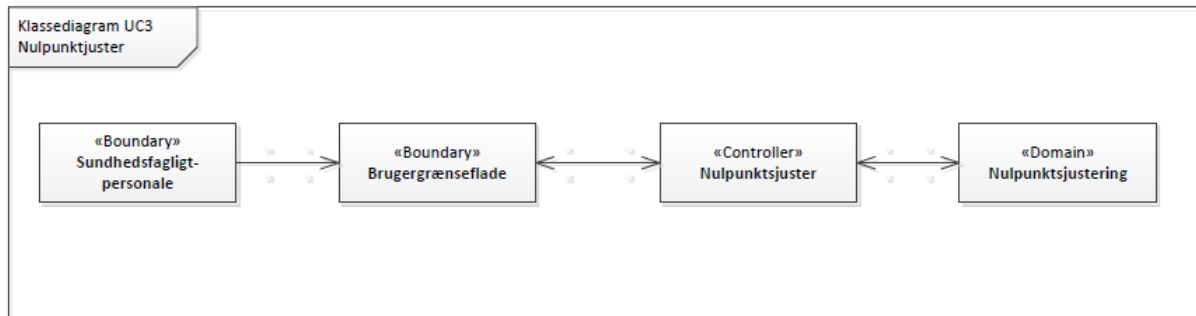 Klassediagram UC3
Nulpunktjuster
«Boundary»
Sundhedsfagligt-
personale
«Boundary»
Brugergrænseflade
«Controller»
Nulpunktsjuster
«Domain»
Nulpunktsjustering